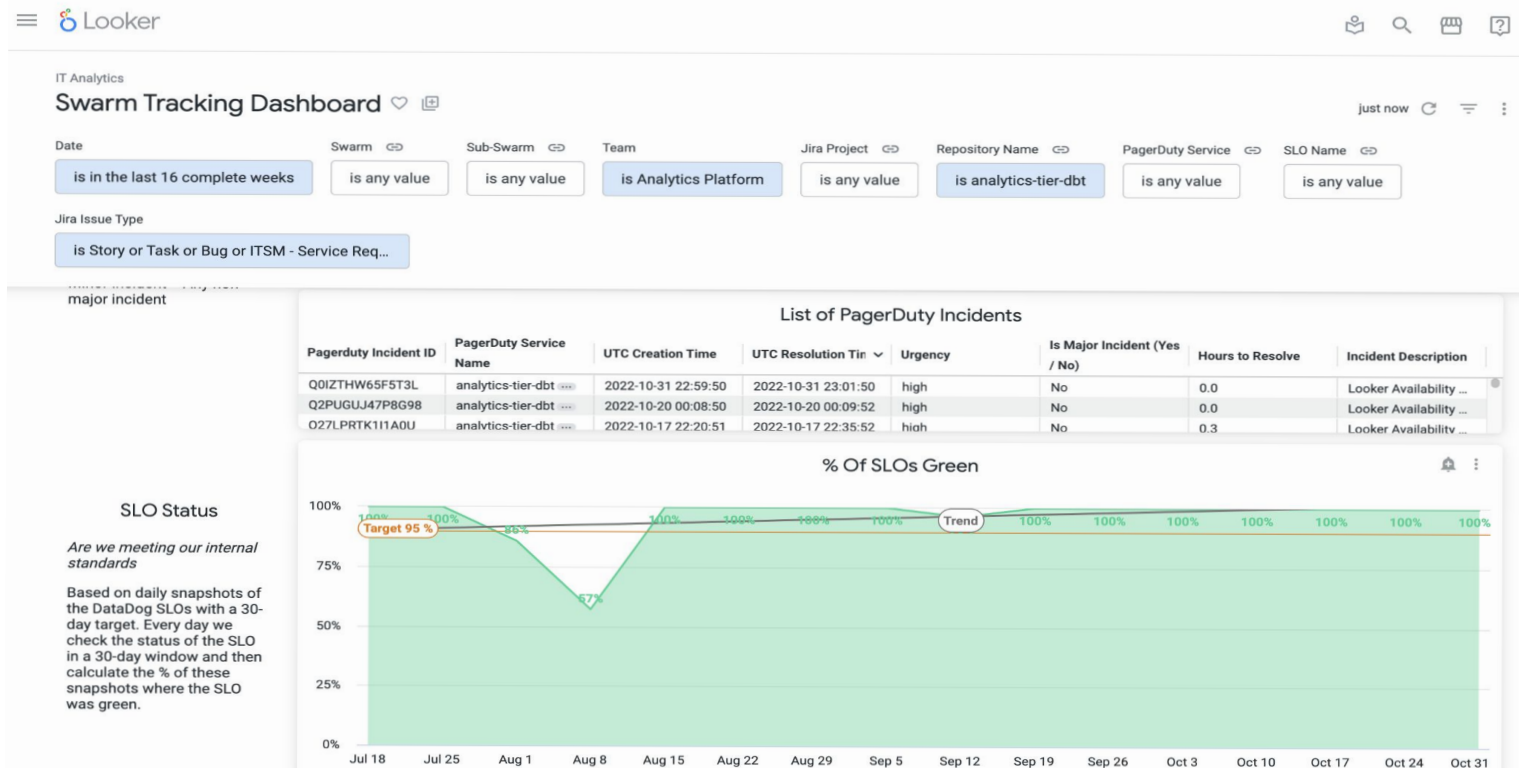 Looker
IT Analytics
Swarm Tracking Dashboard
just now
Date
is in the last 16 complete weeks
Swarm
is any value
Sub-Swarm
is any value
Team
is Analytics Platform
Jira Project
is any value
Repository Name
is analytics-tier-dbt
PagerDuty Service
is any value
SLO Name
is any value
Jira Issue Type
is Story or Task or Bug or ITSM - Service Req...
major incident
List of PagerDuty Incidents
Pagerduty Incident ID PagerDuty Service Name UTC Creation Time UTC Resolution Tir Urgency Is Major Incident (Yes / No) Hours to Resolve Incident Description
Q0IZTHW65F5T3L analytics-tier-dbt ... 2022-10-31 22:59:50 2022-10-31 23:01:50 high No 0.0 Looker Availability ...
Q2PUGUJ47P8G98 analytics-tier-dbt ... 2022-10-20 00:08:50 2022-10-20 00:09:52 high No 0.0 Looker Availability ...
analytics-tier-dbt ... 2022-10-17 22:20:51 2022-10-17 22:35:52 high No 0.3 Looker Availability ...
SLO Status
Are we meeting our internal
standards
Based on daily snapshots of
the DataDog SLOs with a 30-
day target. Every day we
check the status of the SLO
in a 30-day window and then
calculate the % of these
snapshots where the SLO
was green.
% Of SLOs Green
100%
75%
50%
25%
0%
100% 100% 86% 57% 100% 100% 100% 100% 100% 100% 100% 100% 100% 100% 100%
Target 95 %
Trend
Jul 18 Jul 25 Aug 1 Aug 8 Aug 15 Aug 22 Aug 29 Sep 5 Sep 12 Sep 19 Sep 26 Oct 3 Oct 10 Oct 17 Oct 24 Oct 31